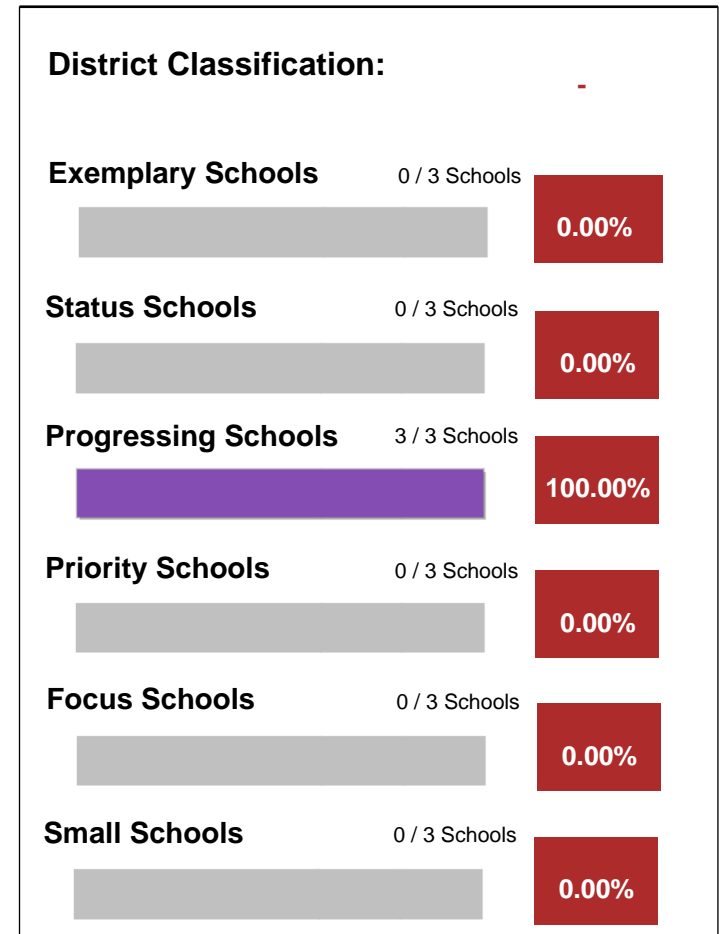 District Classification:
-
Exemplary Schools 0 / 3 Schools
0.00%
Status Schools 0 / 3 Schools
0.00%
Progressing Schools 3 / 3 Schools
100.00%
Priority Schools 0 / 3 Schools
0.00%
Focus Schools 0 / 3 Schools
0.00%
Small Schools 0 / 3 Schools
0.00%